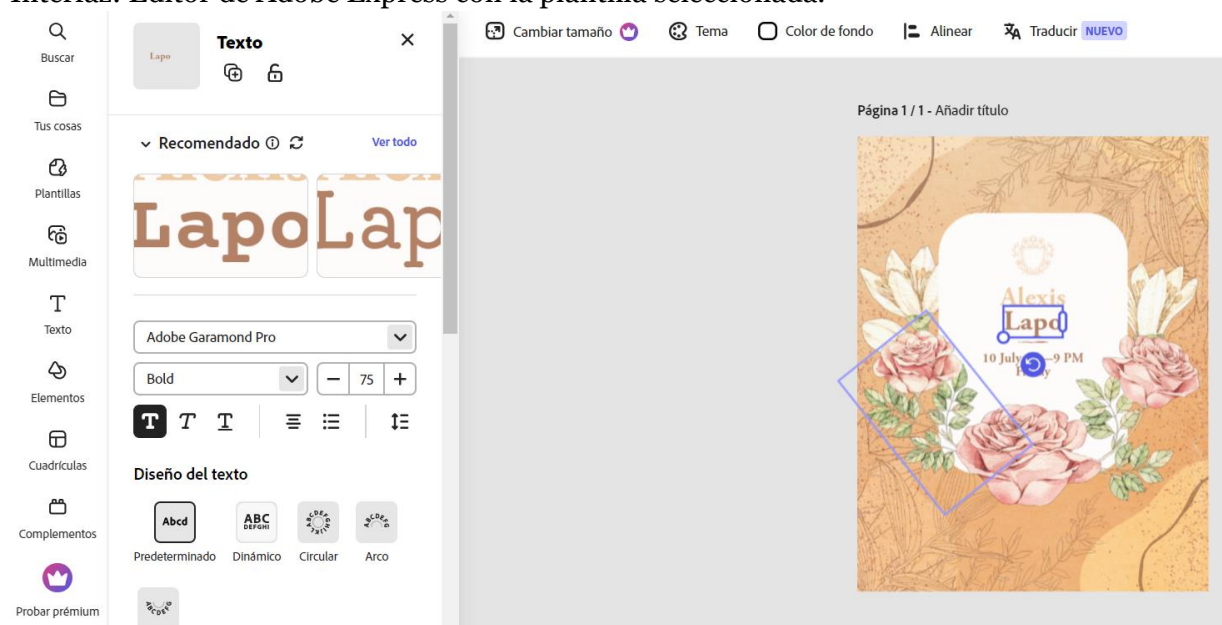 Interfaz: Editor de Adobe Express con la plantilla seleccionada.
Buscar
Tus cosas
Plantillas
Multimedia
Texto
Elementos
Cuadrículas
Complementos
Probar prémium
Lapo
Texto
Recomendado
Ver todo
Lapo
Lap
Adobe Garamond Pro
Bold
75
Diseño del texto
Abcd
ABC
DEFGHI
Predeterminado
Dinámico
Circular
Arco
ABCDEFG
Cambiar tamaño
Tema
Color de fondo
Alinear
Traducir NUEVO
Página 1 / 1 - Añadir título
Alexis
Lapo
10 July
9 PM